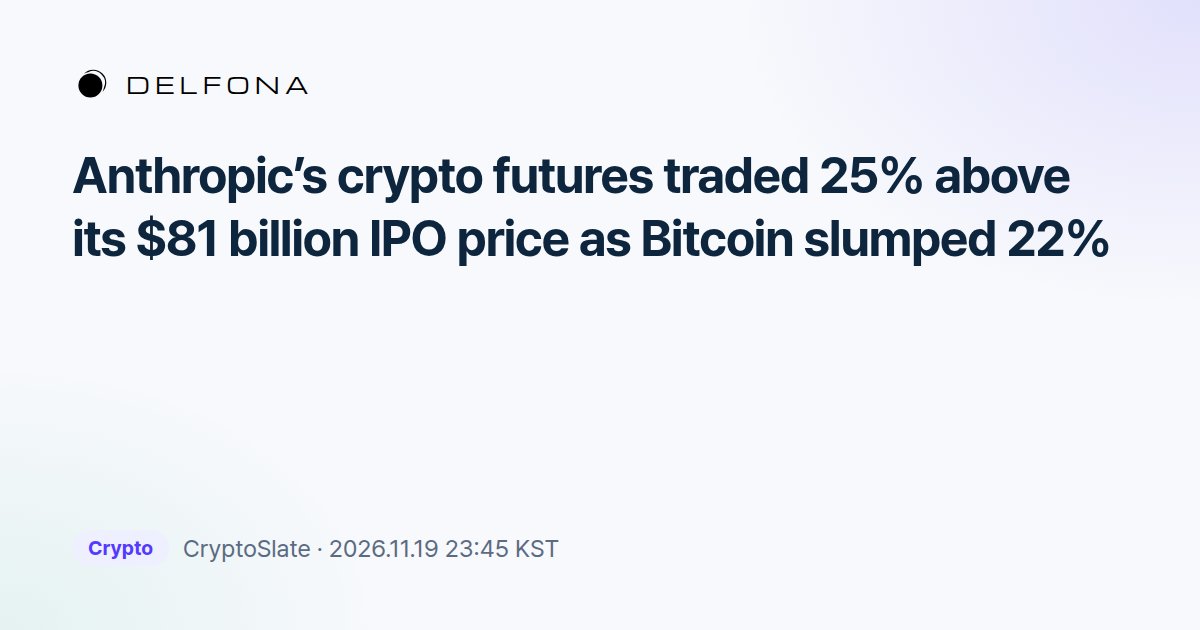 DELFONA
Anthropic’s crypto futures traded 25% above
its $81 billion IPO price as Bitcoin slumped 22%
Crypto CryptoSlate · 2026.11.19 23:45 KST